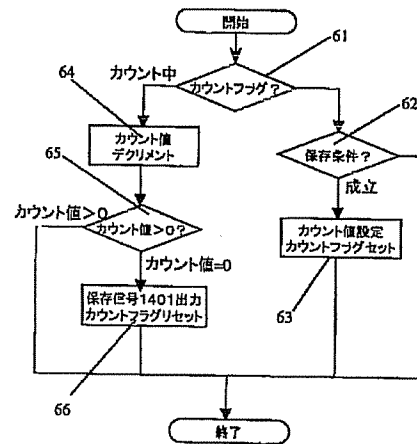 開始
61
64
カウント中
カウントフラグ？
62
カウント値
デクリメント
保存条件？
65
成立
カウント値＞0
カウント値＞0？
カウント値設定
カウントフラグセット
カウント値=0
63
保存信号1401出力
カウントフラグリセット
66
終了